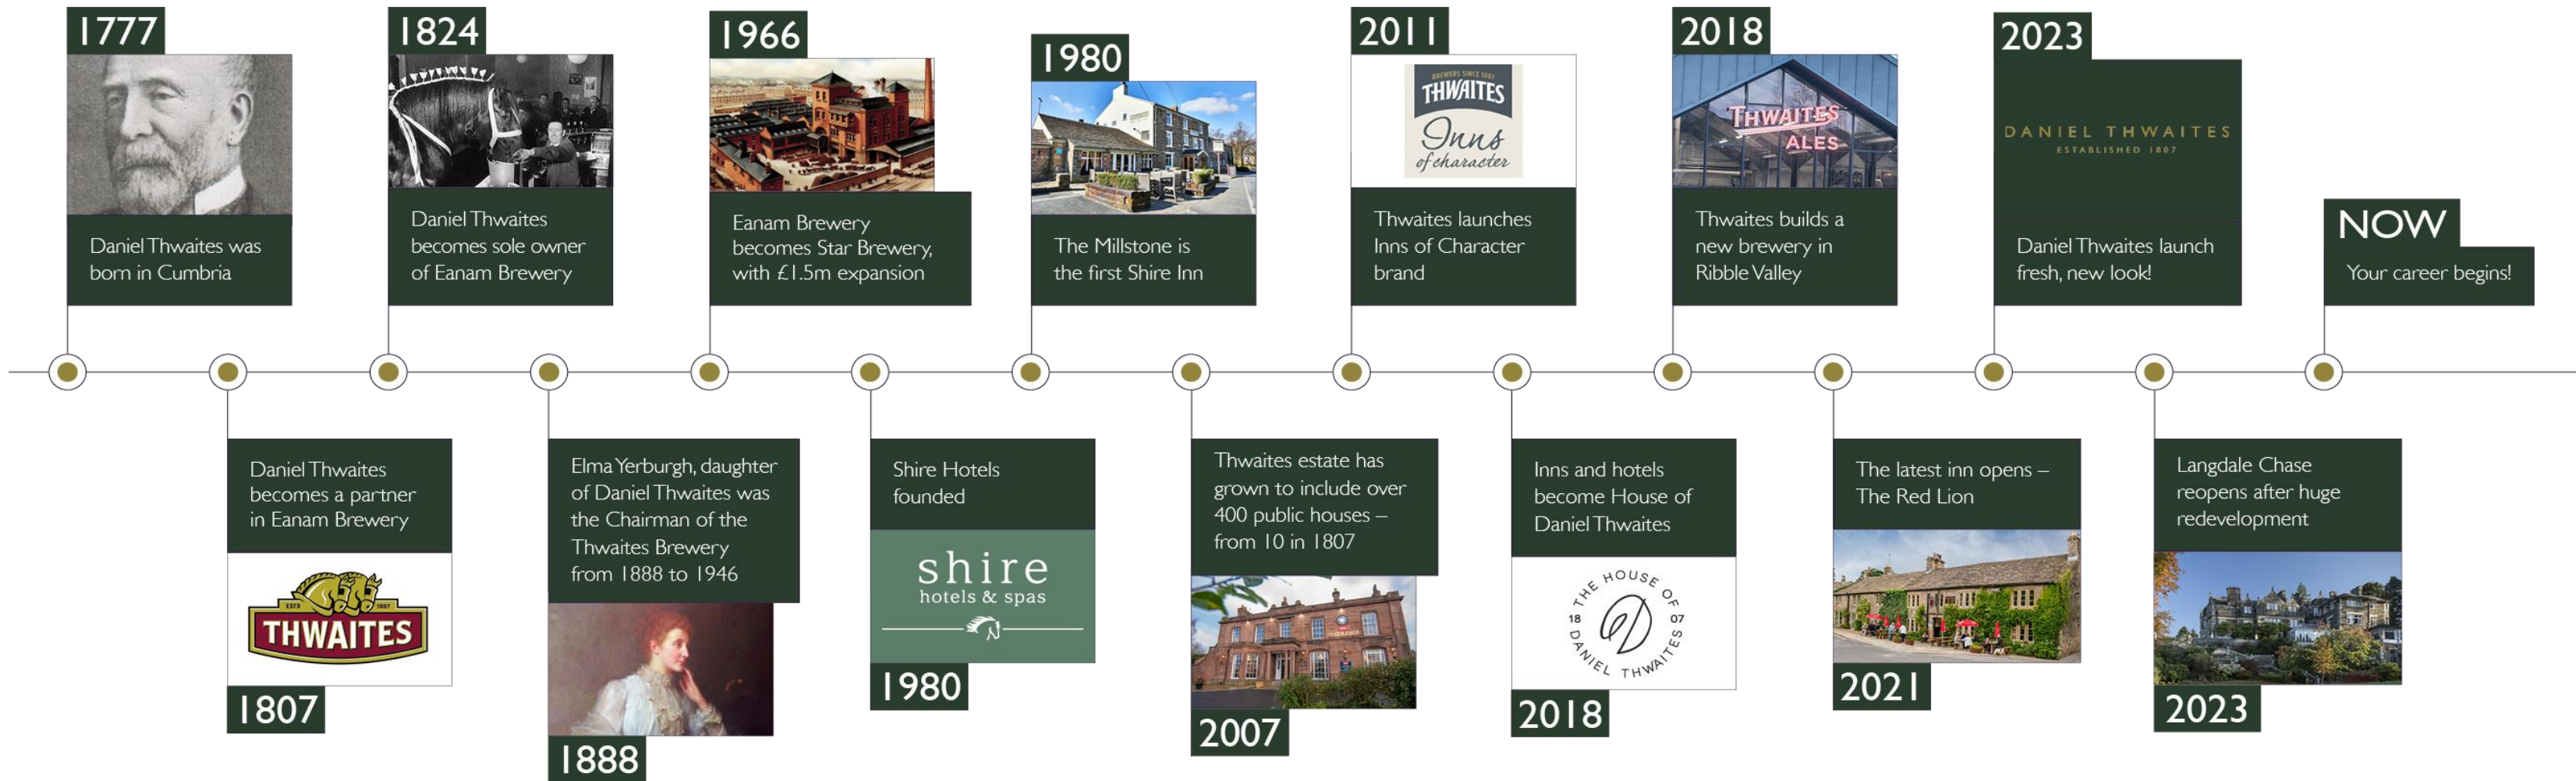 1777
Daniel Thwaites was
born in Cumbria
Daniel Thwaites
becomes a partner
in Eanam Brewery
ESTD 1807
THWAITES
1807
1824
Daniel Thwaites
becomes sole owner
of Eanam Brewery
Elma Yerburgh, daughter
of Daniel Thwaites was
the Chairman of the
Thwaites Brewery
from 1888 to 1946
1888
1966
Eanam Brewery
becomes Star Brewery,
with £1.5m expansion
Shire Hotels
founded
shire
hotels & spas
1980
1980
The Millstone is
the first Shire Inn
Thwaites estate has
grown to include over
400 public houses –
from 10 in 1807
2007
2011
BREWERS SINCE 1807
THWAITES
Inns
of character
Thwaites launches
Inns of Character
brand
Inns and hotels
become House of
Daniel Thwaites
THE HOUSE OF
18 07
DANIEL THWAITES
2018
2018
THWAITES
ALES
Thwaites builds a
new brewery in
Ribble Valley
The latest inn opens –
The Red Lion
2021
2023
DANIEL THWAITES
ESTABLISHED 1807
Daniel Thwaites launch
fresh, new look!
Langdale Chase
reopens after huge
redevelopment
2023
NOW
Your career begins!